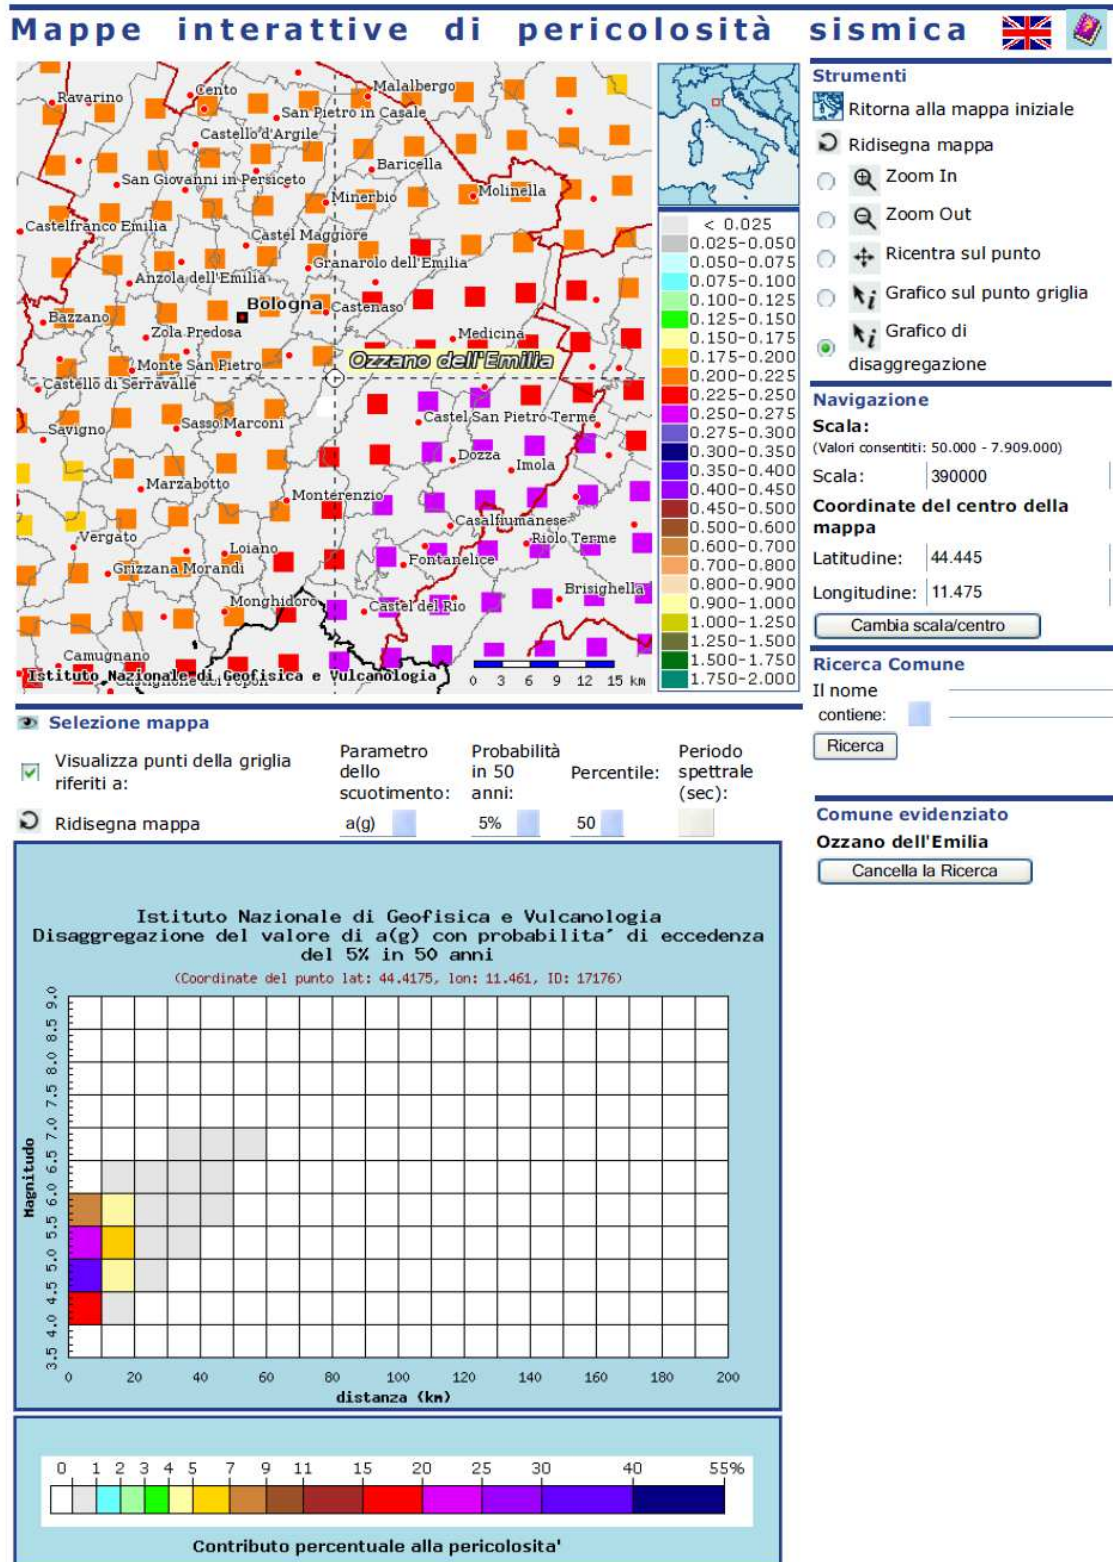 Mappe interattive di pericolosità sismica
Ravarino
Cento
Malalbergo
San Pietro in Casale
Castello d'Argile
Baricella
San Giovanni in Persiceto
Minerbio
Molinella
Castelfranco Emilia
Castel Maggiore
Granarolo dell'Emilia
Anzola dell'Emilia
Bologna
Castenaso
Bazzano
Zola Predosa
Medicina
Monte San Pietro
Ozzano dell'Emilia
Castello di Serravalle
Castel San Pietro Terme
Savigno
Sasso Marconi
Dozza
Imola
Marzabotto
Monterenzio
Casalfiumanese
Vergato
Loiano
Riolo Terme
Grizzana Morandi
Fontanelice
Brisighella
Monghidoro
Castel del Rio
Camugnano
Castiglione dei Pepoli
Istituto Nazionale di Geofisica e Vulcanologia
0 3 6 9 12 15 km
< 0.025
0.025-0.050
0.050-0.075
0.075-0.100
0.100-0.125
0.125-0.150
0.150-0.175
0.175-0.200
0.200-0.225
0.225-0.250
0.250-0.275
0.275-0.300
0.300-0.350
0.350-0.400
0.400-0.450
0.450-0.500
0.500-0.600
0.600-0.700
0.700-0.800
0.800-0.900
0.900-1.000
1.000-1.250
1.250-1.500
1.500-1.750
1.750-2.000
Strumenti
Ritorna alla mappa iniziale
Ridisegna mappa
Zoom In
Zoom Out
Ricentra sul punto
Grafico sul punto griglia
Grafico di
disaggregazione
Navigazione
Scala:
(Valori consentiti: 50.000 - 7.909.000)
Scala: 390000
Coordinate del centro della
mappa
Latitudine: 44.445
Longitudine: 11.475
Cambia scala/centro
Ricerca Comune
Il nome
contiene:
Ricerca
Comune evidenziato
Ozzano dell'Emilia
Cancella la Ricerca
Selezione mappa
Visualizza punti della griglia
riferiti a:
Ridisegna mappa
Parametro
dello
scuotimento:
a(g)
Probabilità
in 50
anni:
5%
Percentile:
50
Periodo
spettrale
(sec):
Istituto Nazionale di Geofisica e Vulcanologia
Disaggregazione del valore di a(g) con probabilita' di eccedenza
del 5% in 50 anni
(Coordinate del punto lat: 44.4175, lon: 11.461, ID: 17176)
Magnitudo
9.0
8.5
8.0
7.5
7.0
6.5
6.0
5.5
5.0
4.5
4.0
3.5
0 20 40 60 80 100 120 140 160 180 200
distanza (km)
0 1 2 3 4 5 7 9 11 15 20 25 30 40 55%
Contributo percentuale alla pericolosita'